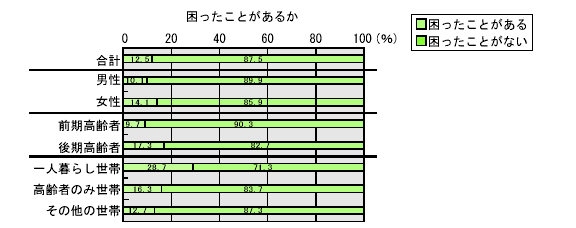 困ったことがあるか
困ったことがある
困ったことがない
0 20 40 60 80 100 (%)
合計 12.5 87.5
男性 10.1 89.9
女性 14.1 85.9
前期高齢者 9.7 90.3
後期高齢者 17.3 82.7
一人暮らし世帯 28.7 71.3
高齢者のみ世帯 16.3 83.7
その他の世帯 12.7 87.3